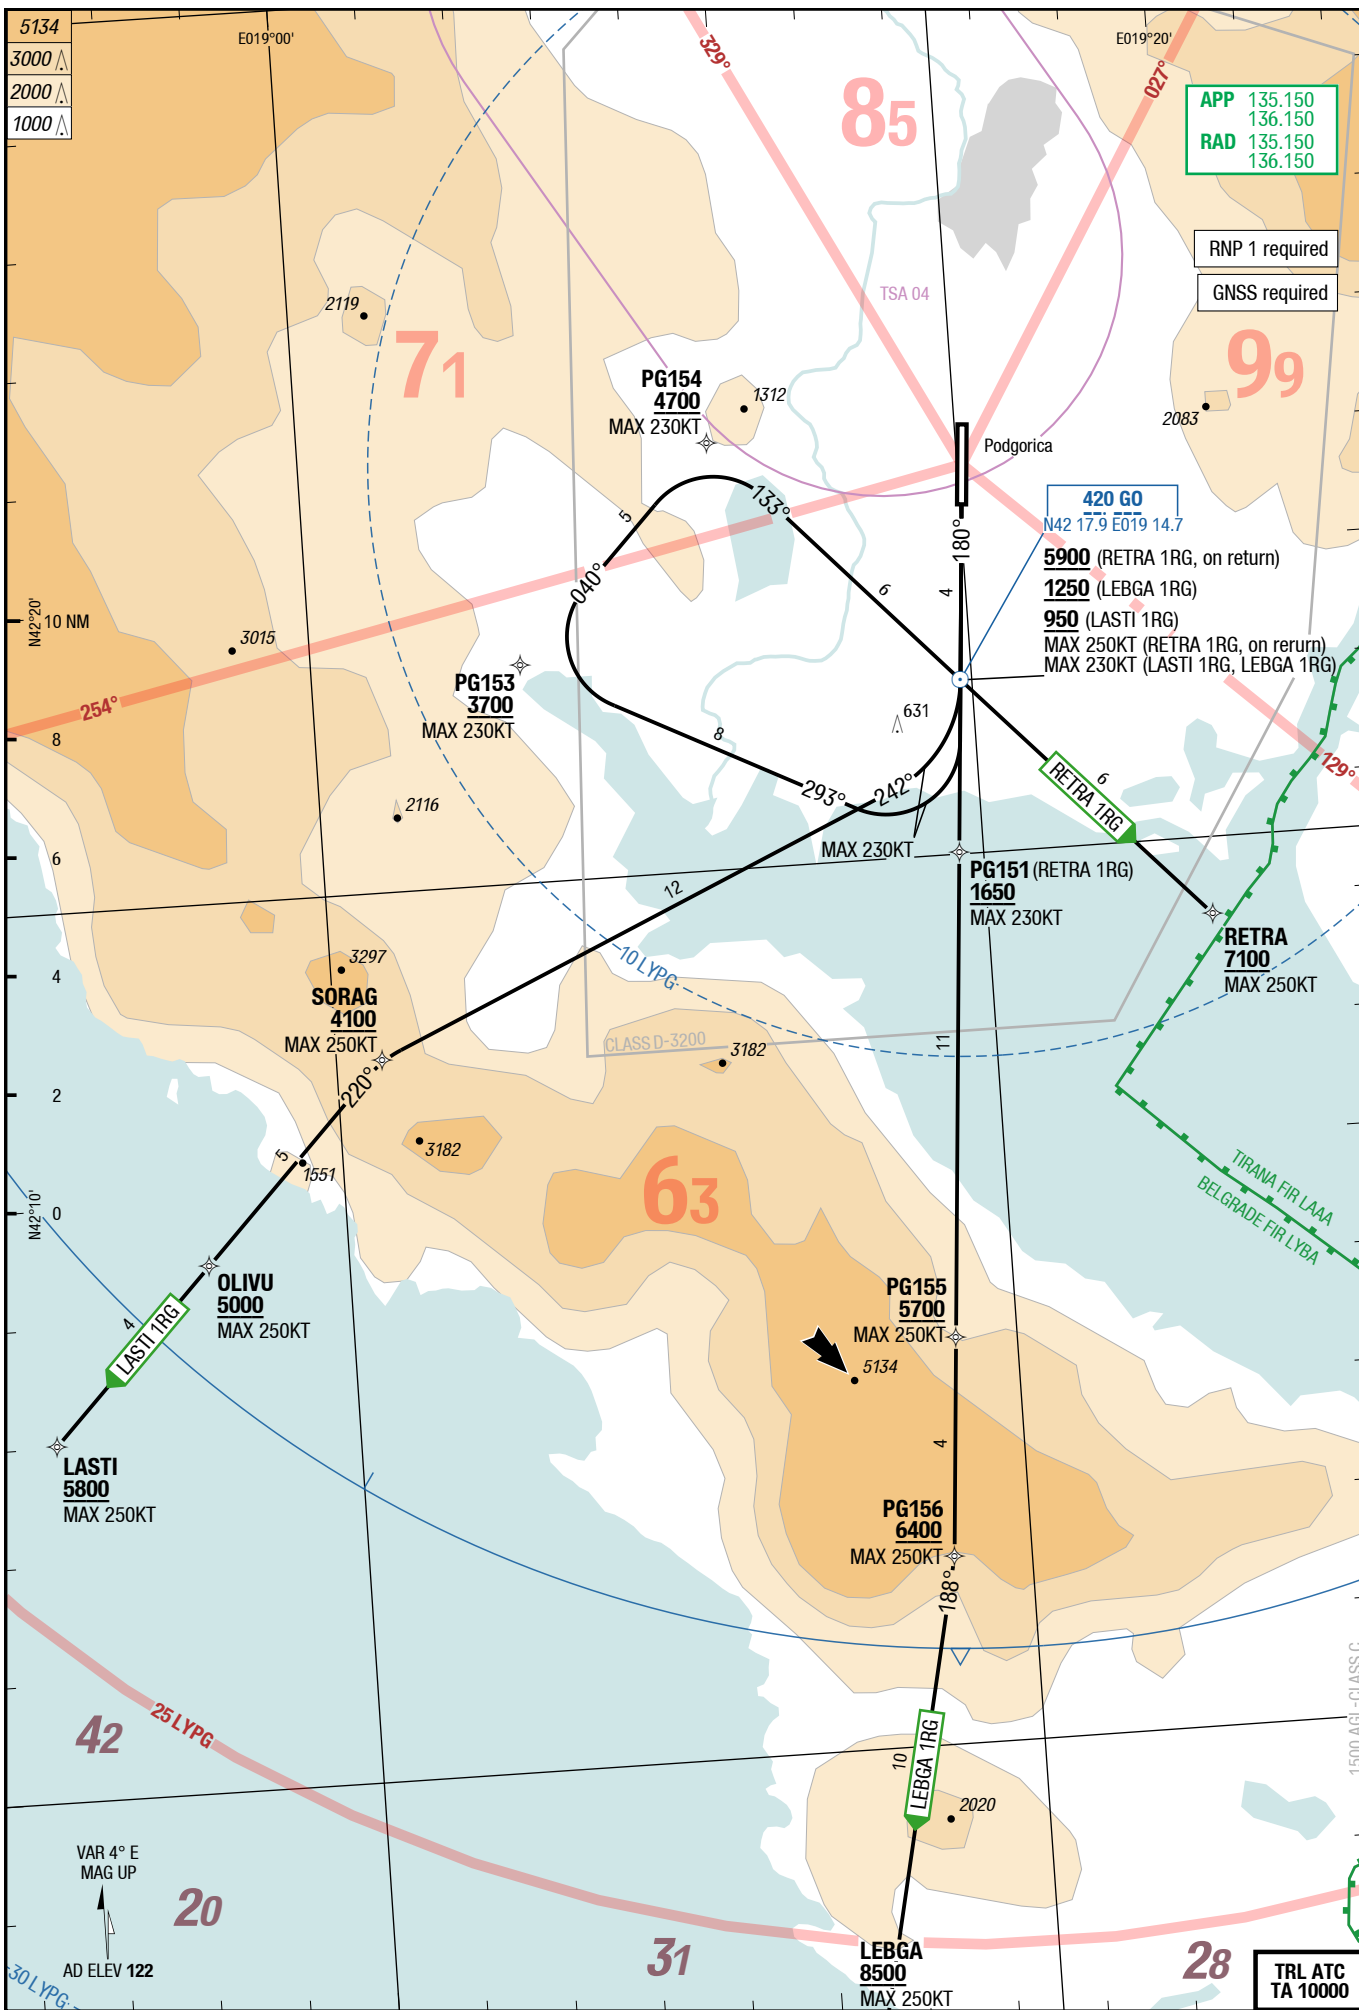 5134
3000
2000
1000
E019°00'
E019°20'
329°
027°
85
APP 135.150
136.150
RAD 135.150
136.150
RNP 1 required
GNSS required
TSA 04
2119
71
99
PG154
4700
MAX 230KT
1312
2083
Podgorica
133°
5
180°
420 GO
N42 17.9 E019 14.7
5900 (RETRA 1RG, on return)
1250 (LEBGA 1RG)
950 (LASTI 1RG)
MAX 250KT (RETRA 1RG, on rerurn)
MAX 230KT (LASTI 1RG, LEBGA 1RG)
040°
6
4
N42°20'
10 NM
3015
PG153
3700
MAX 230KT
254°
631
8
8
129°
6
RETRA 1RG
293°
242°
2116
MAX 230KT
6
PG151 (RETRA 1RG)
1650
MAX 230KT
12
RETRA
7100
MAX 250KT
10 LYPG
3297
4
SORAG
4100
MAX 250KT
CLASS D-3200
11
3182
220°
2
3182
5
1551
63
TIRANA FIR LAAA
BELGRADE FIR LYBA
N42°10'
0
OLIVU
5000
MAX 250KT
PG155
5700
MAX 250KT
4
LASTI 1RG
5134
LASTI
5800
MAX 250KT
4
PG156
6400
MAX 250KT
188°
1500 AGL-CLASS C
25 LYPG
42
10
LEBGA 1RG
2020
VAR 4° E
MAG UP
20
AD ELEV 122
30 LYPG
31
LEBGA
8500
MAX 250KT
28
TRL ATC
TA 10000